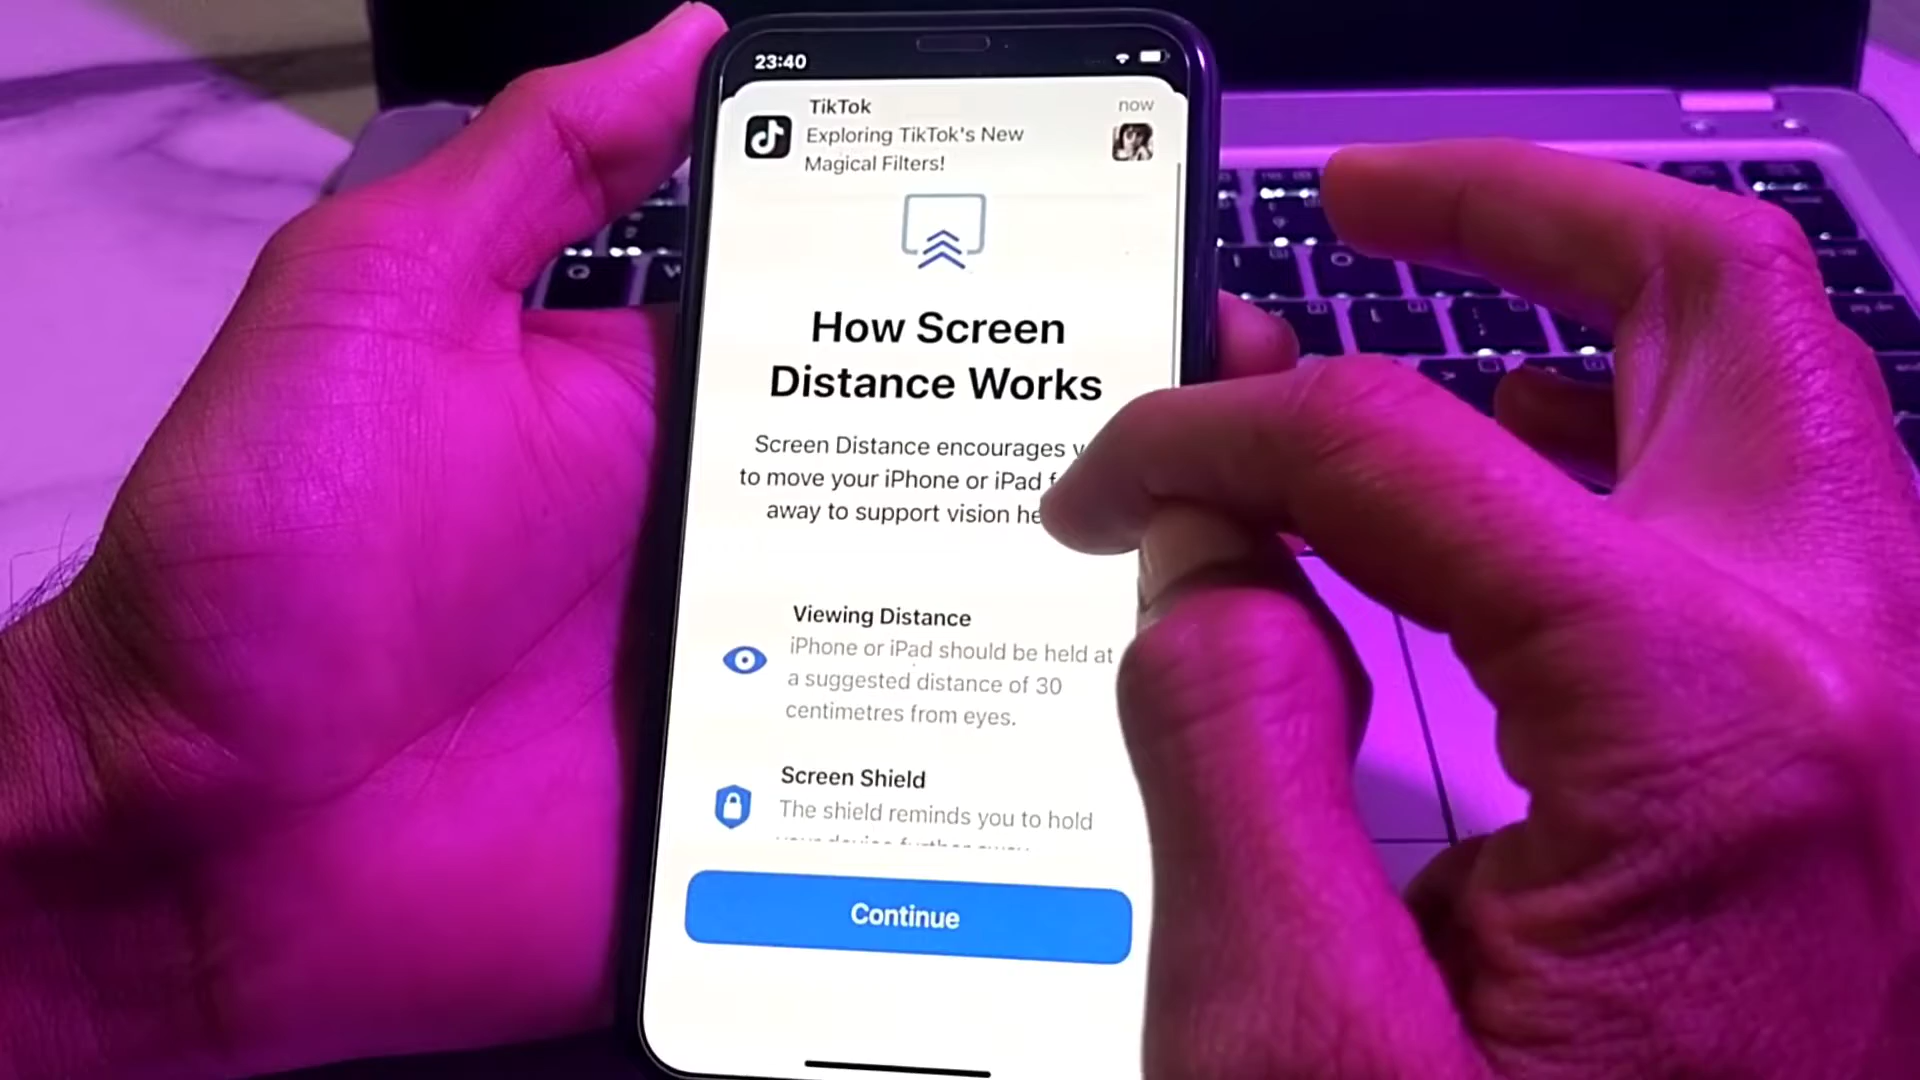 23:40
TikTok
now
Exploring TikTok's New
Magical Filters!
How Screen
Distance Works
Screen Distance encourages
to move your iPhone or iPad
away to support vision
Viewing Distance
iPhone or iPad should be held at
a suggested distance of 30
centimetres from eyes.
Screen Shield
The shield reminds you to hold
Continue
Q
W
O
L